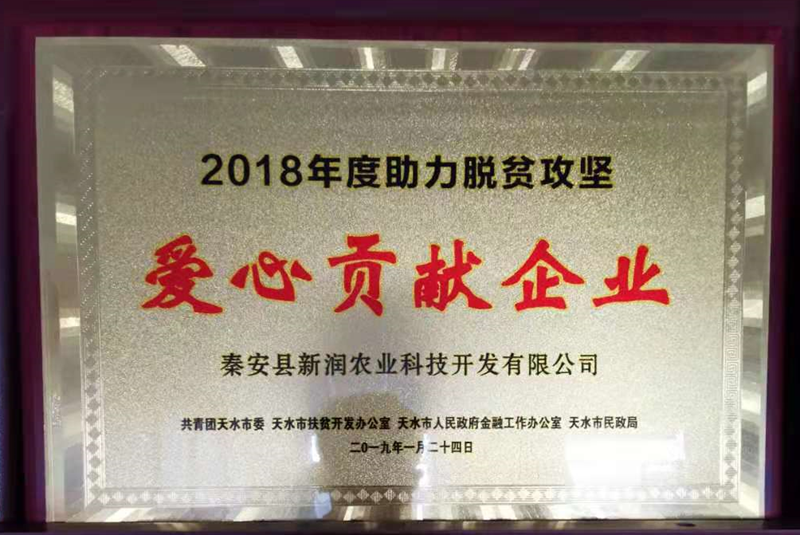 2018年度助力脱贫攻坚
爱心贡献企业
秦安县新润农业科技开发有限公司
共青团天水市委 天水市扶贫开发办公室 天水市人民政府金融工作办公室 天水市民政局
二〇一九年一月二十四日